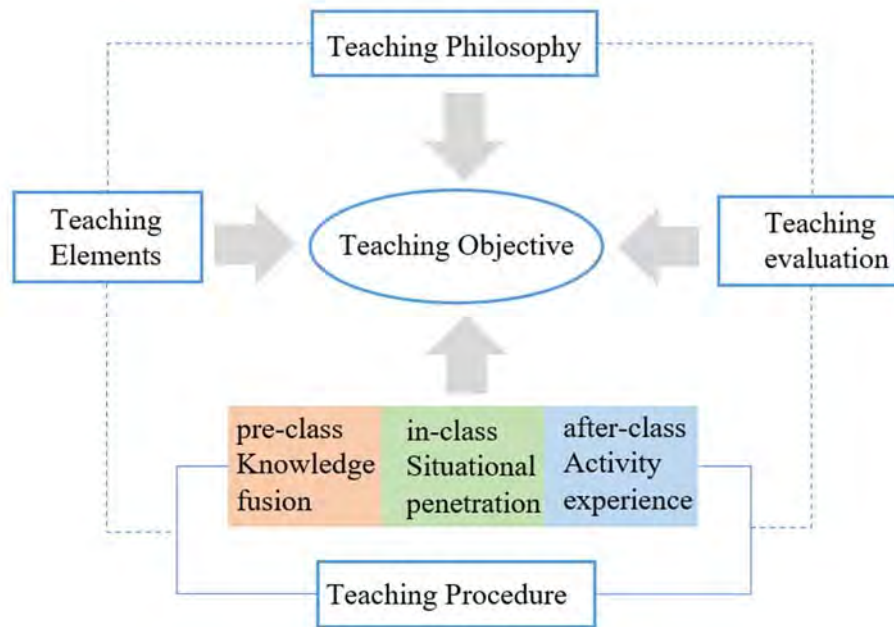 Teaching Philosophy
Teaching
Elements
Teaching Objective
Teaching
evaluation
pre-class
Knowledge
fusion
in-class
Situational
penetration
after-class
Activity
experience
Teaching Procedure